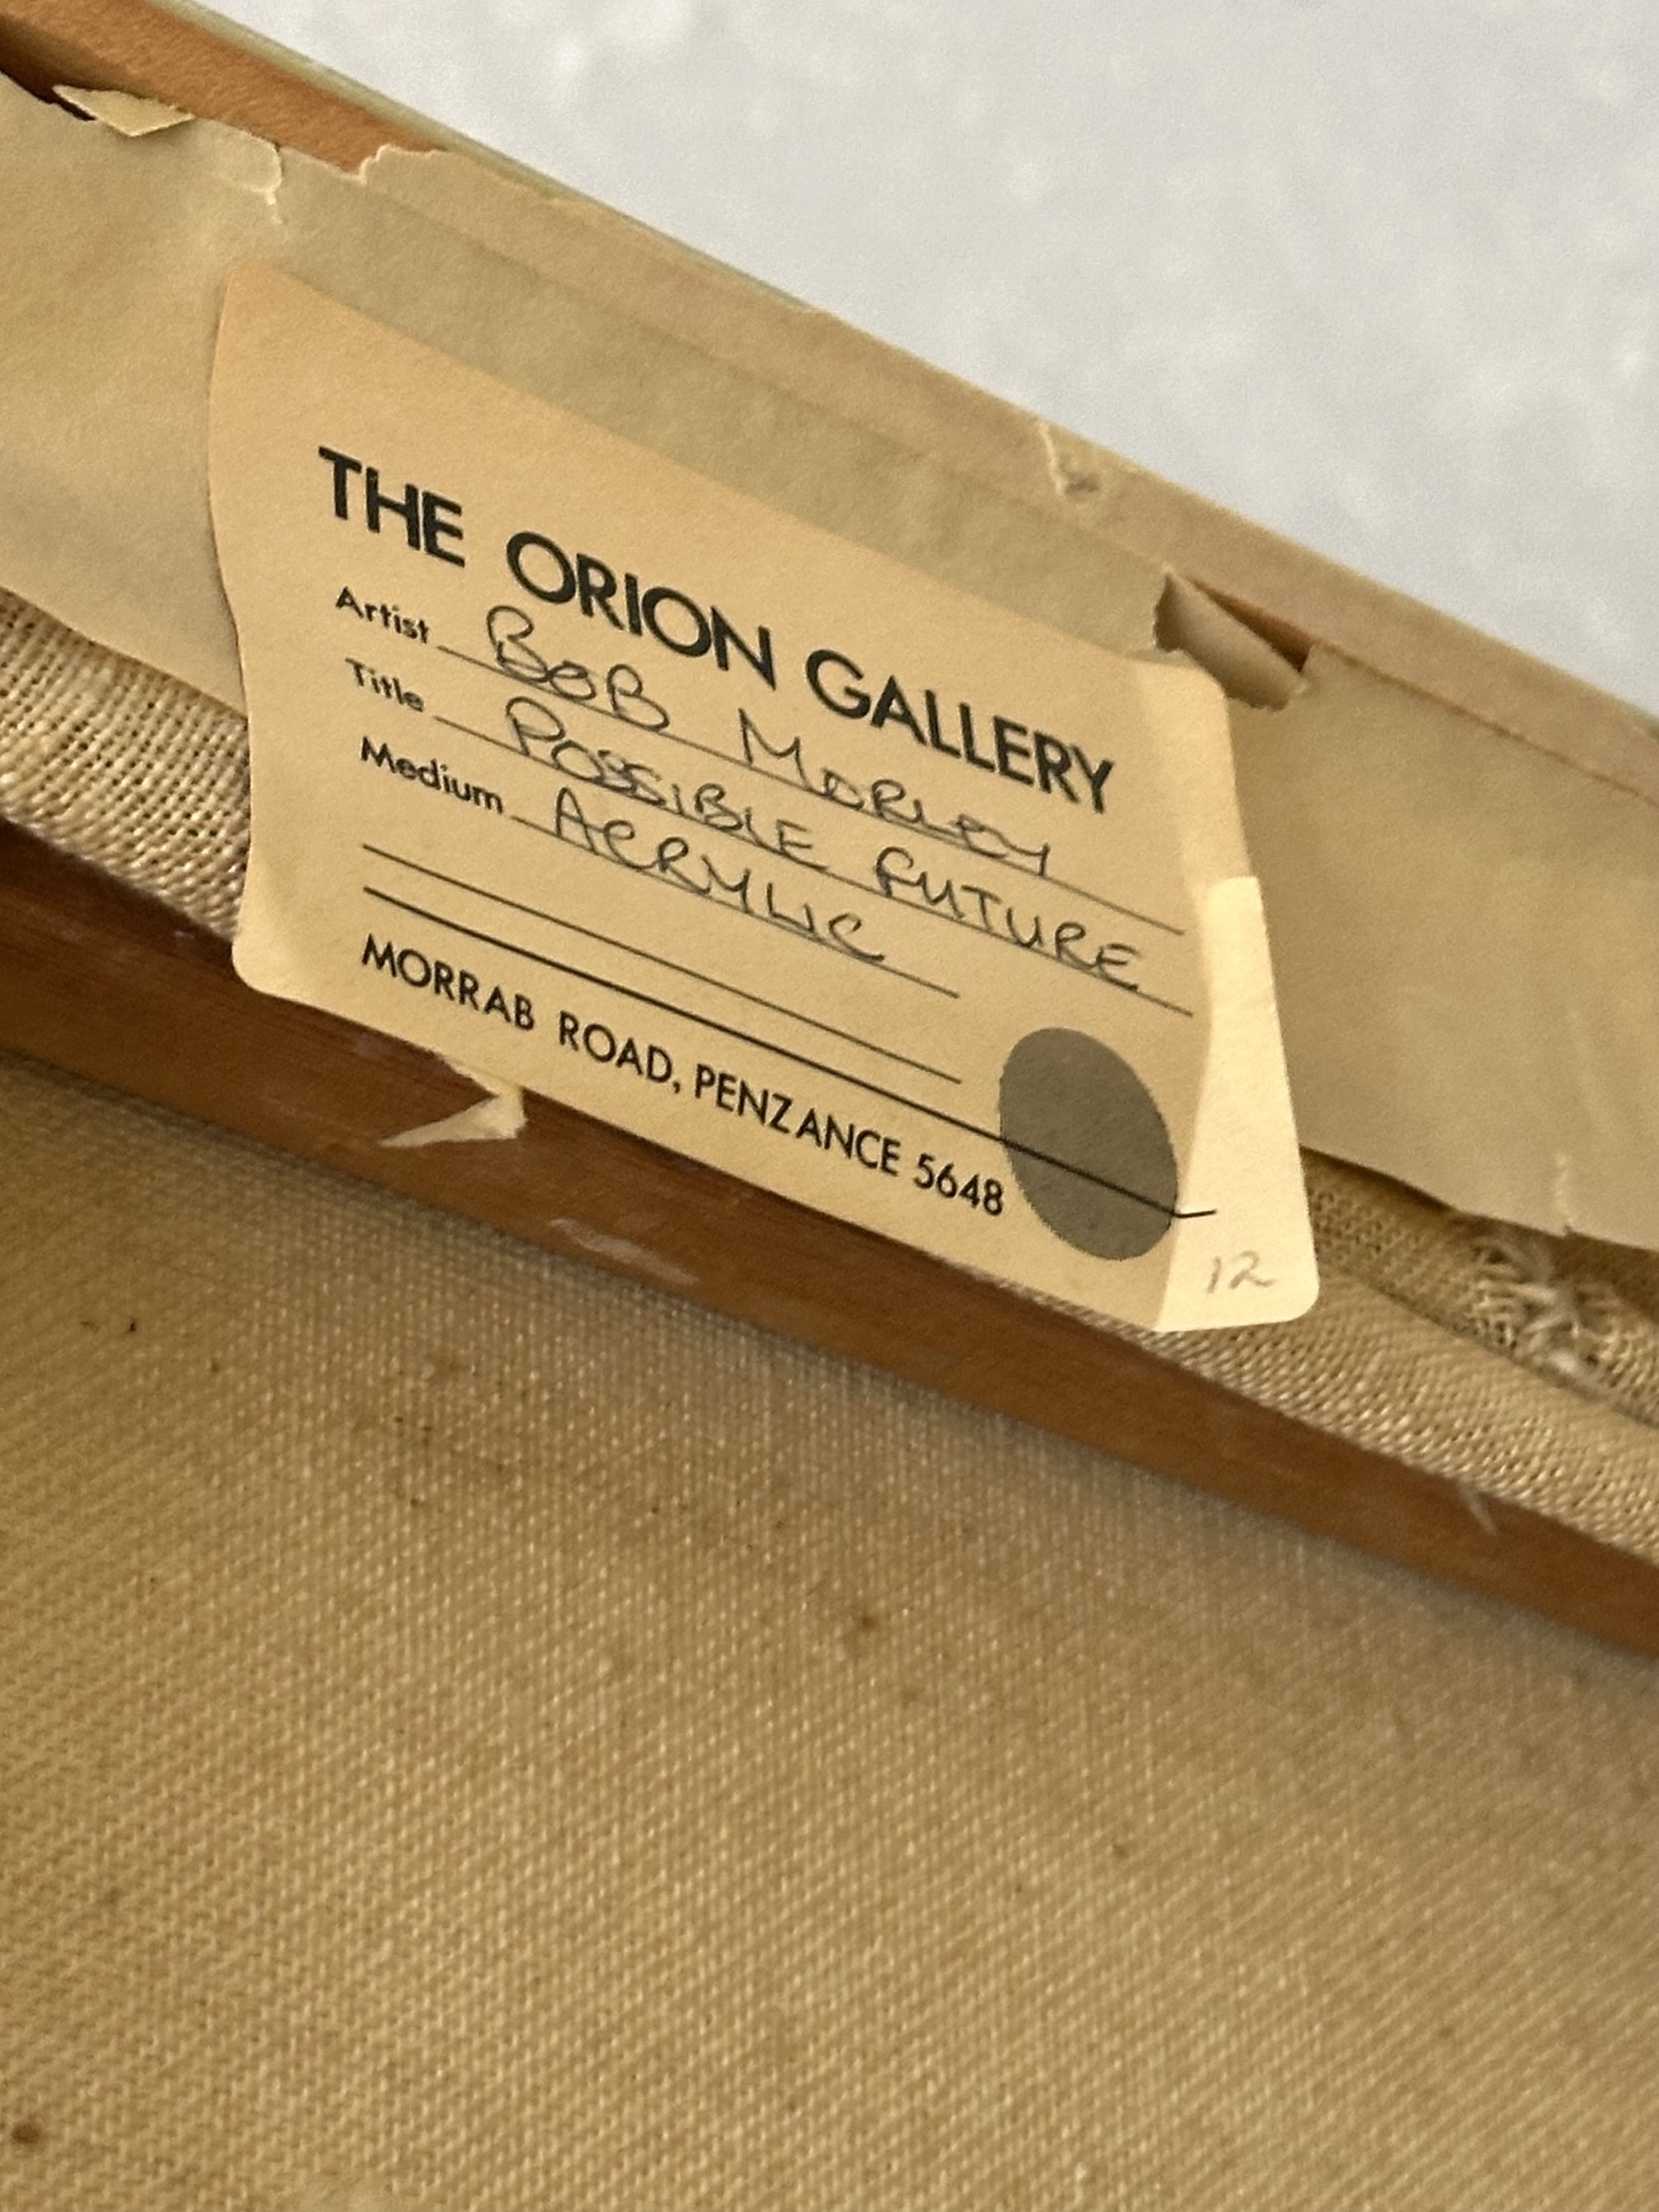 THE ORION GALLERY
Artist BOB MORLEY
Title POSSIBLE FUTURE
Medium ACRYLIC
MORRAB ROAD, PENZANCE 5648
12